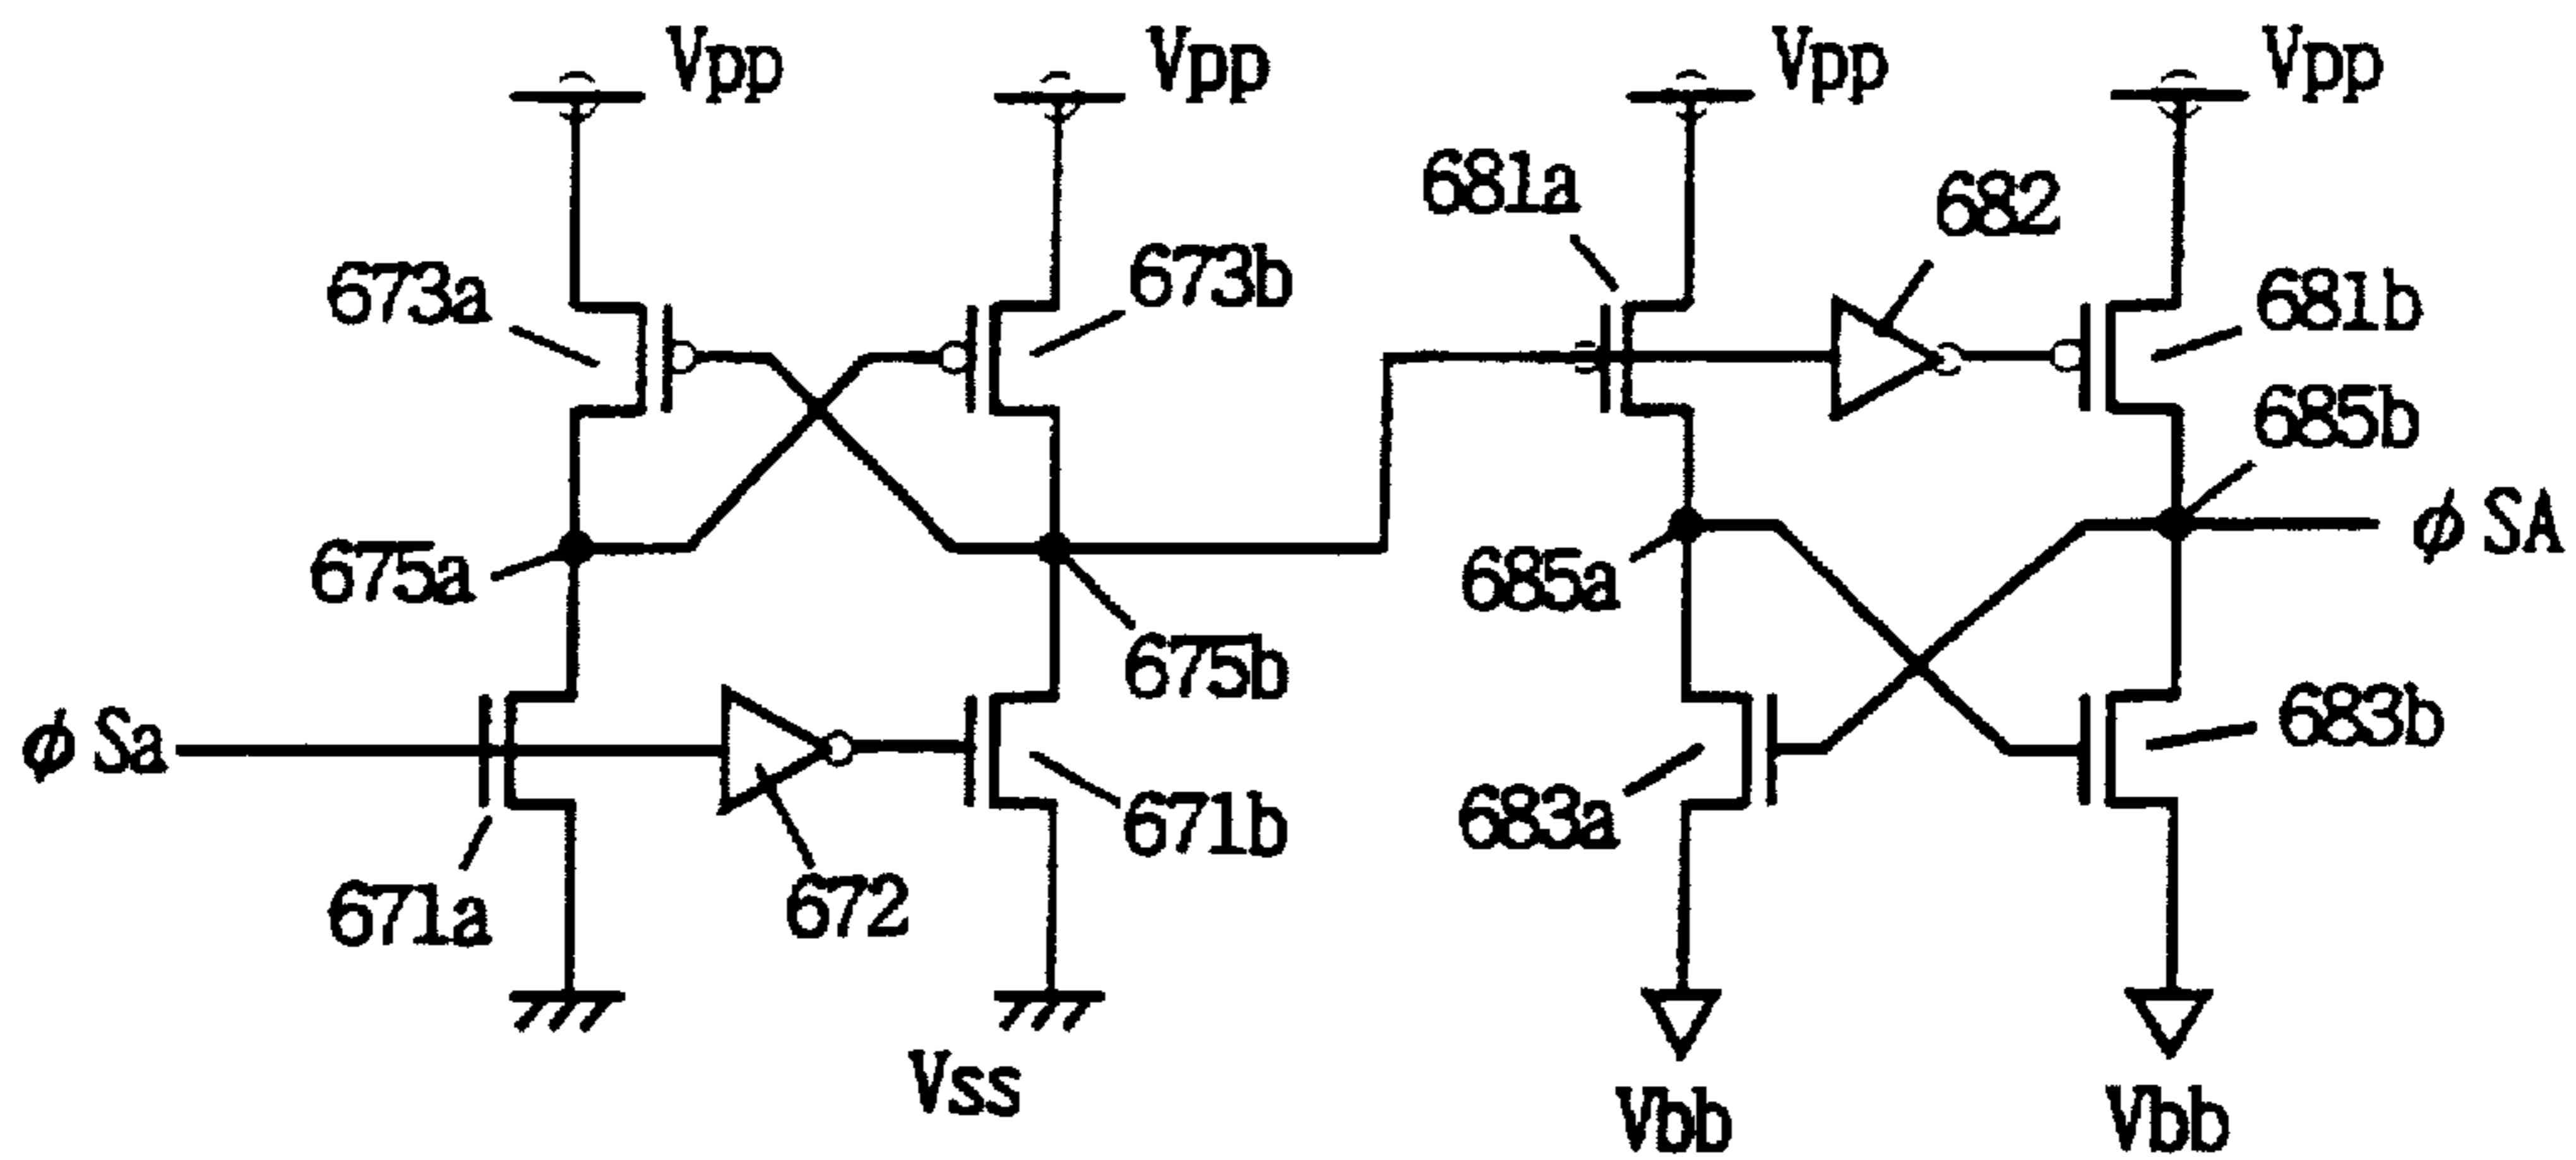 Vpp
Vpp
Vpp
Vpp
681a
682
673a
673b
681b
685b
675a
685a
φ SA
675b
φ Sa
683b
671a
672
671b
683a
Vss
Vbb
Vbb